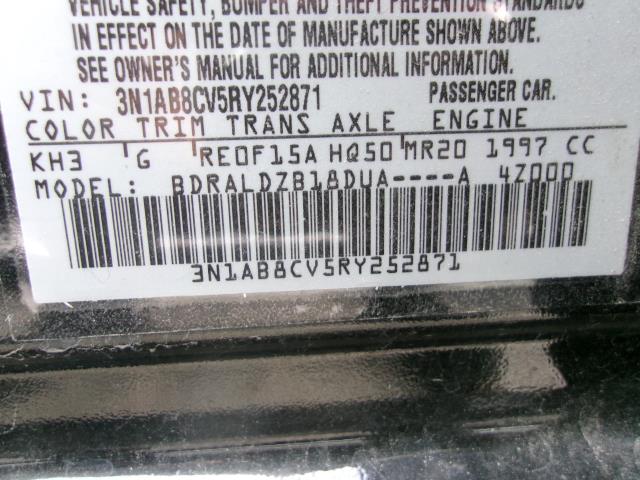 VEHICLE SAFETY, BUMPER AND THEFT PREVENTION STANDARDS
IN EFFECT ON THE DATE OF MANUFACTURE SHOWN ABOVE.
SEE OWNER'S MANUAL FOR ADDITIONAL INFORMATION.
VIN: 3N1AB8CV5RY252871 PASSENGER CAR.
COLOR TRIM TRANS AXLE ENGINE
KH3 G RE0F15A HQ50 MR20 1997 CC
MODEL: BDRALDZB18DUA----A 4Z000
3N1AB8CV5RY252871